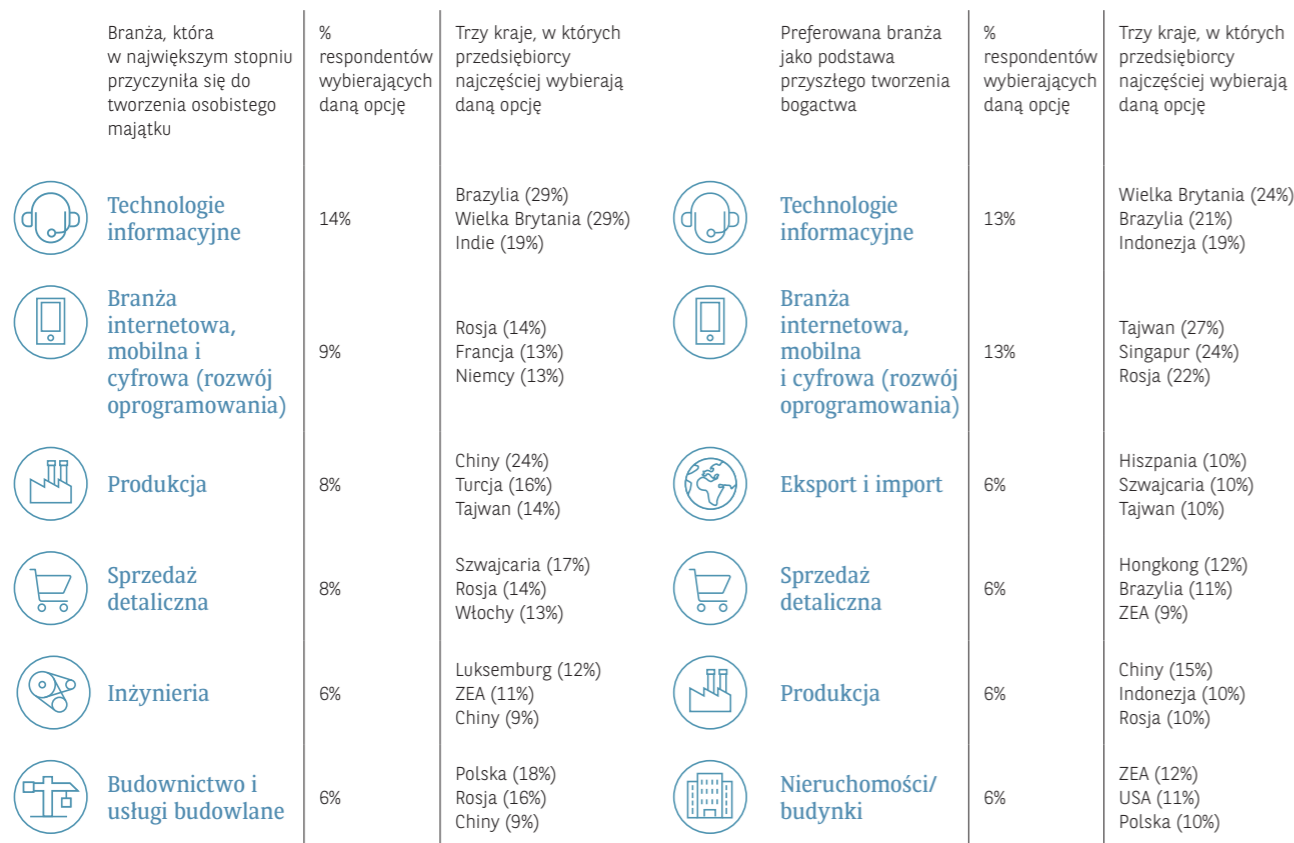 Branża, która
w największym stopniu
przyczyniła się do
tworzenia osobistego
majątku
%
respondentów
wybierających
daną opcję
Trzy kraje, w których
przedsiębiorcy
najczęściej wybierają
daną opcję
Technologie
informacyjne
14%
Brazylia (29%)
Wielka Brytania (29%)
Indie (19%)
Branża
internetowa,
mobilna i
cyfrowa (rozwój
oprogramowania)
9%
Rosja (14%)
Francja (13%)
Niemcy (13%)
Produkcja
8%
Chiny (24%)
Turcja (16%)
Tajwan (14%)
Sprzedaż
detaliczna
8%
Szwajcaria (17%)
Rosja (14%)
Włochy (13%)
Inżynieria
6%
Luksemburg (12%)
ZEA (11%)
Chiny (9%)
Budownictwo i
usługi budowlane
6%
Polska (18%)
Rosja (16%)
Chiny (9%)
Preferowana branża
jako podstawa
przyszłego tworzenia
bogactwa
%
respondentów
wybierających
daną opcję
Trzy kraje, w których
przedsiębiorcy
najczęściej wybierają
daną opcję
Technologie
informacyjne
13%
Wielka Brytania (24%)
Brazylia (21%)
Indonezja (19%)
Branża
internetowa,
mobilna
i cyfrowa (rozwój
oprogramowania)
13%
Tajwan (27%)
Singapur (24%)
Rosja (22%)
Eksport i import
6%
Hiszpania (10%)
Szwajcaria (10%)
Tajwan (10%)
Sprzedaż
detaliczna
6%
Hongkong (12%)
Brazylia (11%)
ZEA (9%)
Produkcja
6%
Chiny (15%)
Indonezja (10%)
Rosja (10%)
Nieruchomości/
budynki
6%
ZEA (12%)
USA (11%)
Polska (10%)